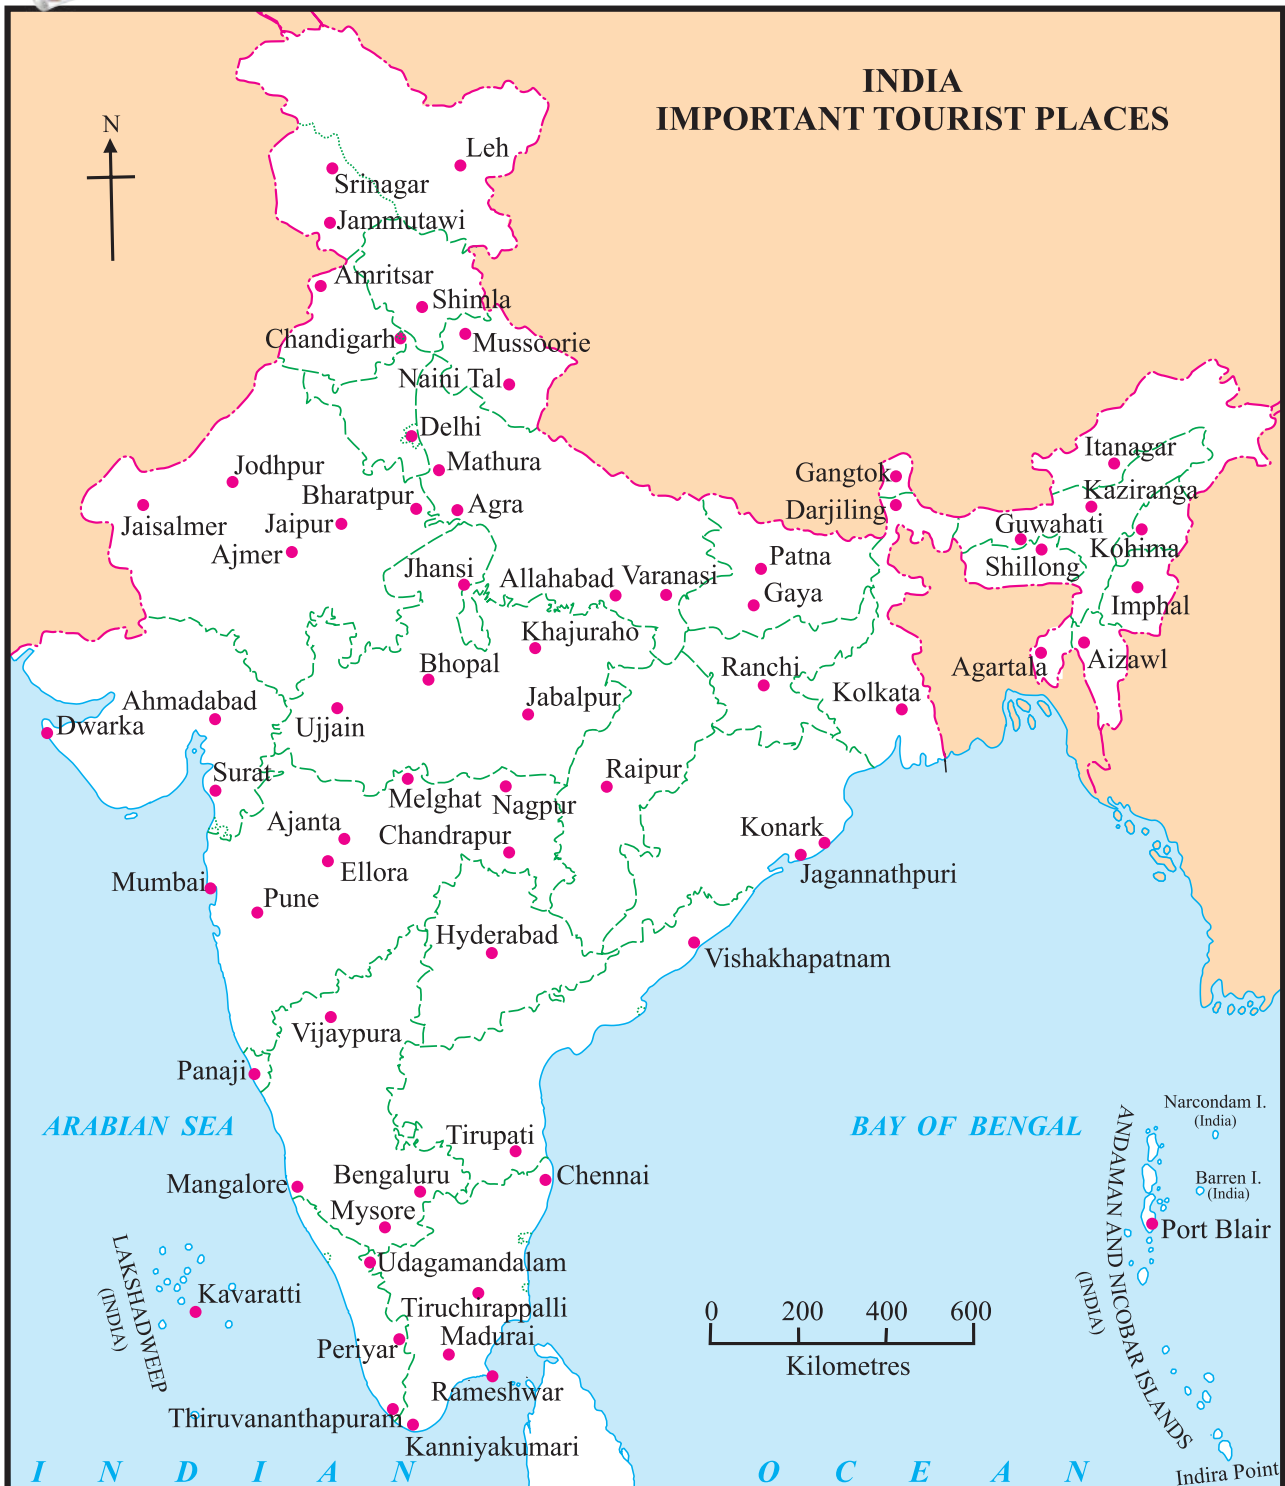 INDIA
IMPORTANT TOURIST PLACES
N
Leh
Srinagar
Jammutawi
Amritsar
Shimla
Chandigarh
Mussoorie
Naini Tal
Delhi
Mathura
Jodhpur
Bharatpur
Agra
Jaisalmer
Jaipur
Ajmer
Gangtok
Darjiling
Itanagar
Kaziranga
Guwahati
Kohima
Shillong
Imphal
Patna
Gaya
Jhansi
Allahabad
Varanasi
Khajuraho
Bhopal
Ranchi
Agartala
Aizawl
Kolkata
Ahmadabad
Dwarka
Ujjain
Jabalpur
Surat
Melghat
Nagpur
Raipur
Ajanta
Chandrapur
Konark
Ellora
Jagannathpuri
Mumbai
Pune
Hyderabad
Vishakhapatnam
Vijaypura
Panaji
ARABIAN SEA
BAY OF BENGAL
Narcondam I.
(India)
Barren I.
(India)
Port Blair
ANDAMAN AND NICOBAR ISLANDS
(INDIA)
Tirupati
Chennai
Bengaluru
Mangalore
Mysore
Udagamandalam
LAKSHADWEEP
(INDIA)
Kavaratti
Tiruchirappalli
Periyar
Madurai
Rameshwar
Thiruvananthapuram
Kanniyakumari
0 200 400 600
Kilometres
Indira Point
INDIAN OCEAN